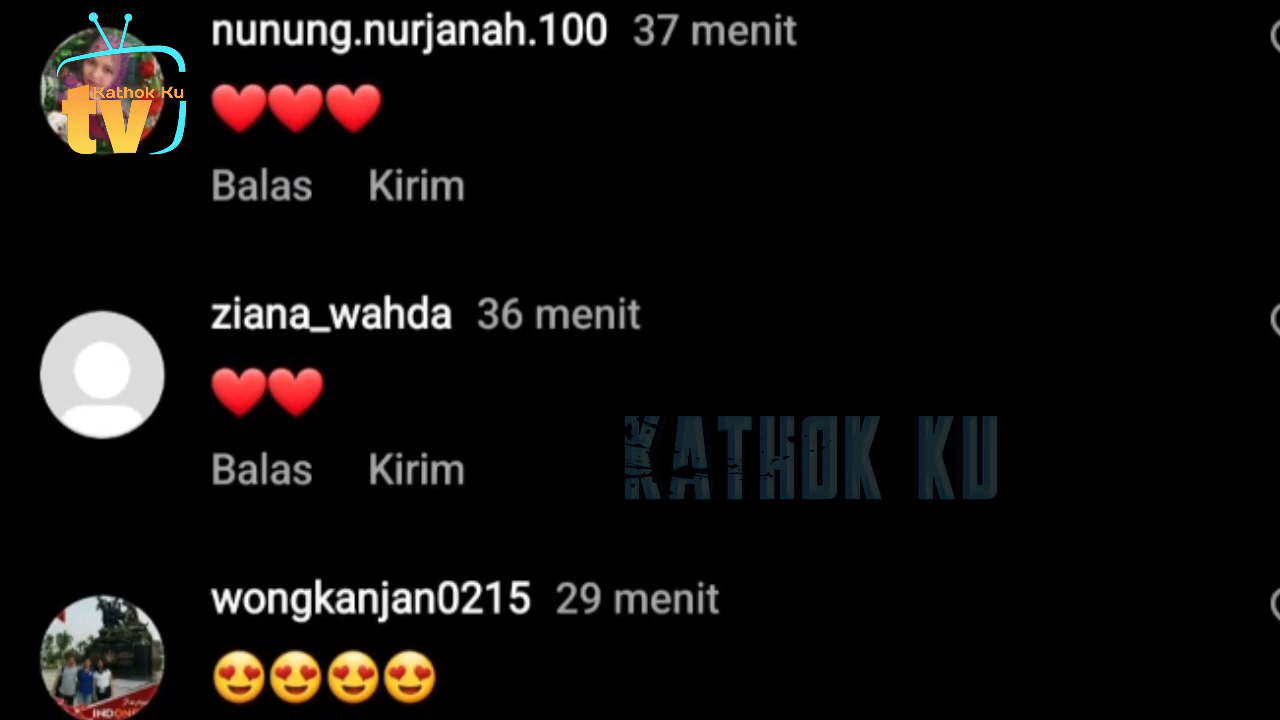 nunung.nurjanah.100 37 menit
Kathok Ku
tv
❤️❤️❤️
Balas Kirim
ziana_wahda 36 menit
❤️❤️
Balas Kirim
KATHOK KU
wongkanjan0215 29 menit
😍😍😍😍